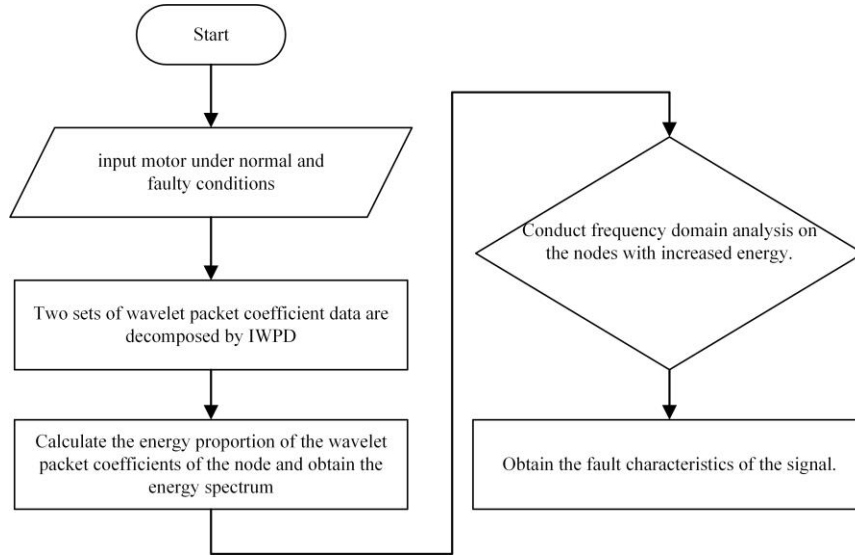 Start
input motor under normal and
faulty conditions
Two sets of wavelet packet coefficient data are
decomposed by IWPD
Calculate the energy proportion of the wavelet
packet coefficients of the node and obtain the
energy spectrum
Conduct frequency domain analysis on
the nodes with increased energy.
Obtain the fault characteristics of the signal.